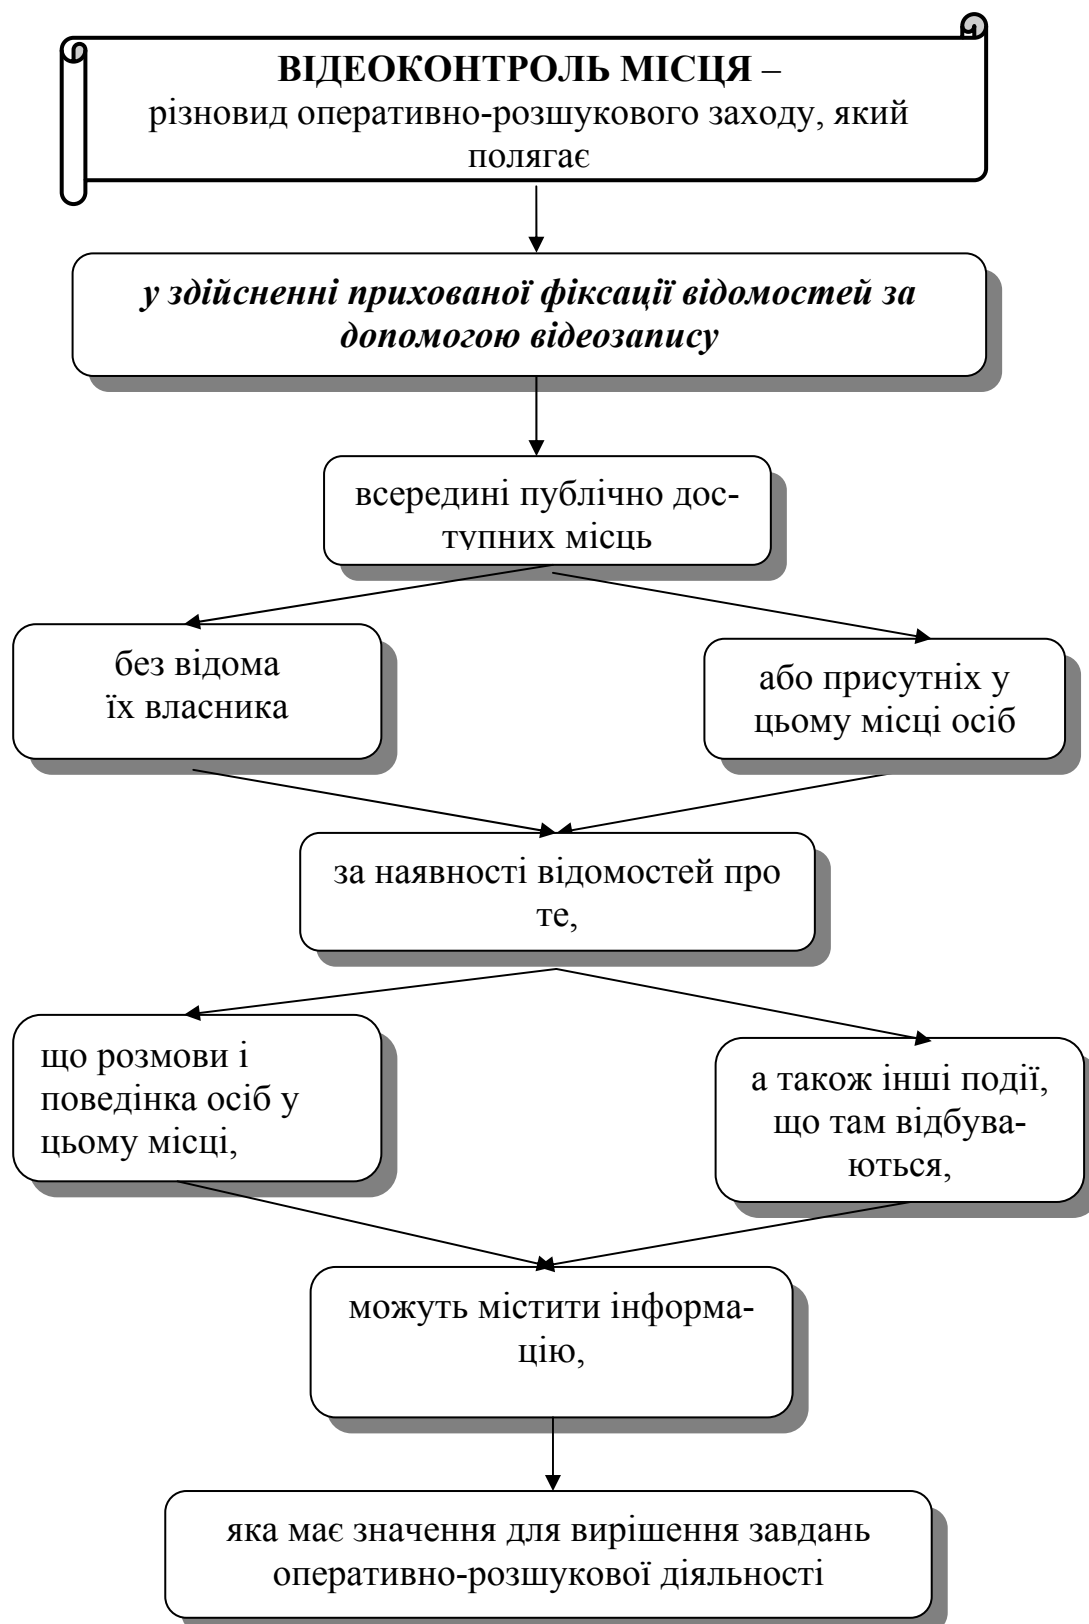 ВІДЕОКОНТРОЛЬ МІСЦЯ –
різновид оперативно-розшукового заходу, який
полягає
у здійсненні прихованої фіксації відомостей за
допомогою відеозапису
всередині публічно дос-
тупних місць
без відома
їх власника
або присутніх у
цьому місці осіб
за наявності відомостей про
те,
що розмови і
поведінка осіб у
цьому місці,
а також інші події,
що там відбува-
ються,
можуть містити інформа-
цію,
яка має значення для вирішення завдань
оперативно-розшукової діяльності